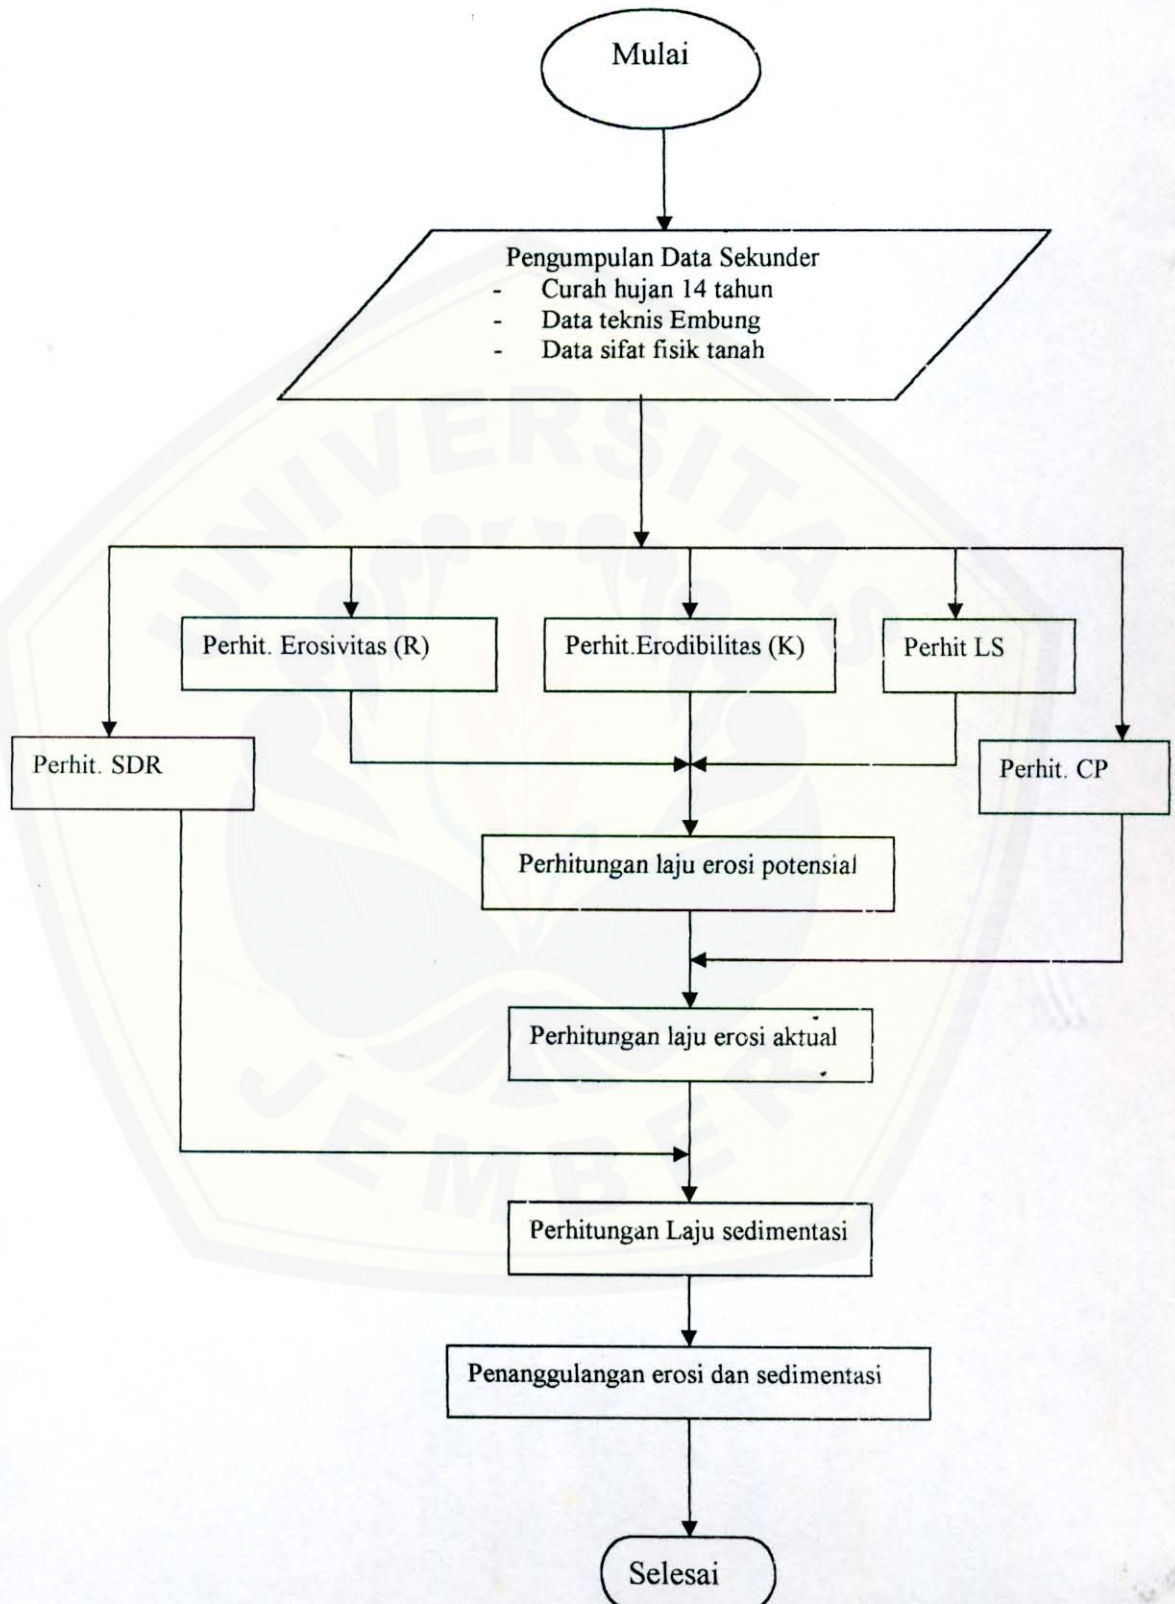 Mulai
Pengumpulan Data Sekunder
- Curah hujan 14 tahun
- Data teknis Embung
- Data sifat fisik tanah
UNIVERSITAS
Perhit. Erosivitas (R)
Perhit.Erodibilitas (K)
Perhit LS
Perhit. SDR
Perhit. CP
Perhitungan laju erosi potensial
Perhitungan laju erosi aktual
JEMBER
Perhitungan Laju sedimentasi
Penanggulangan erosi dan sedimentasi
Selesai